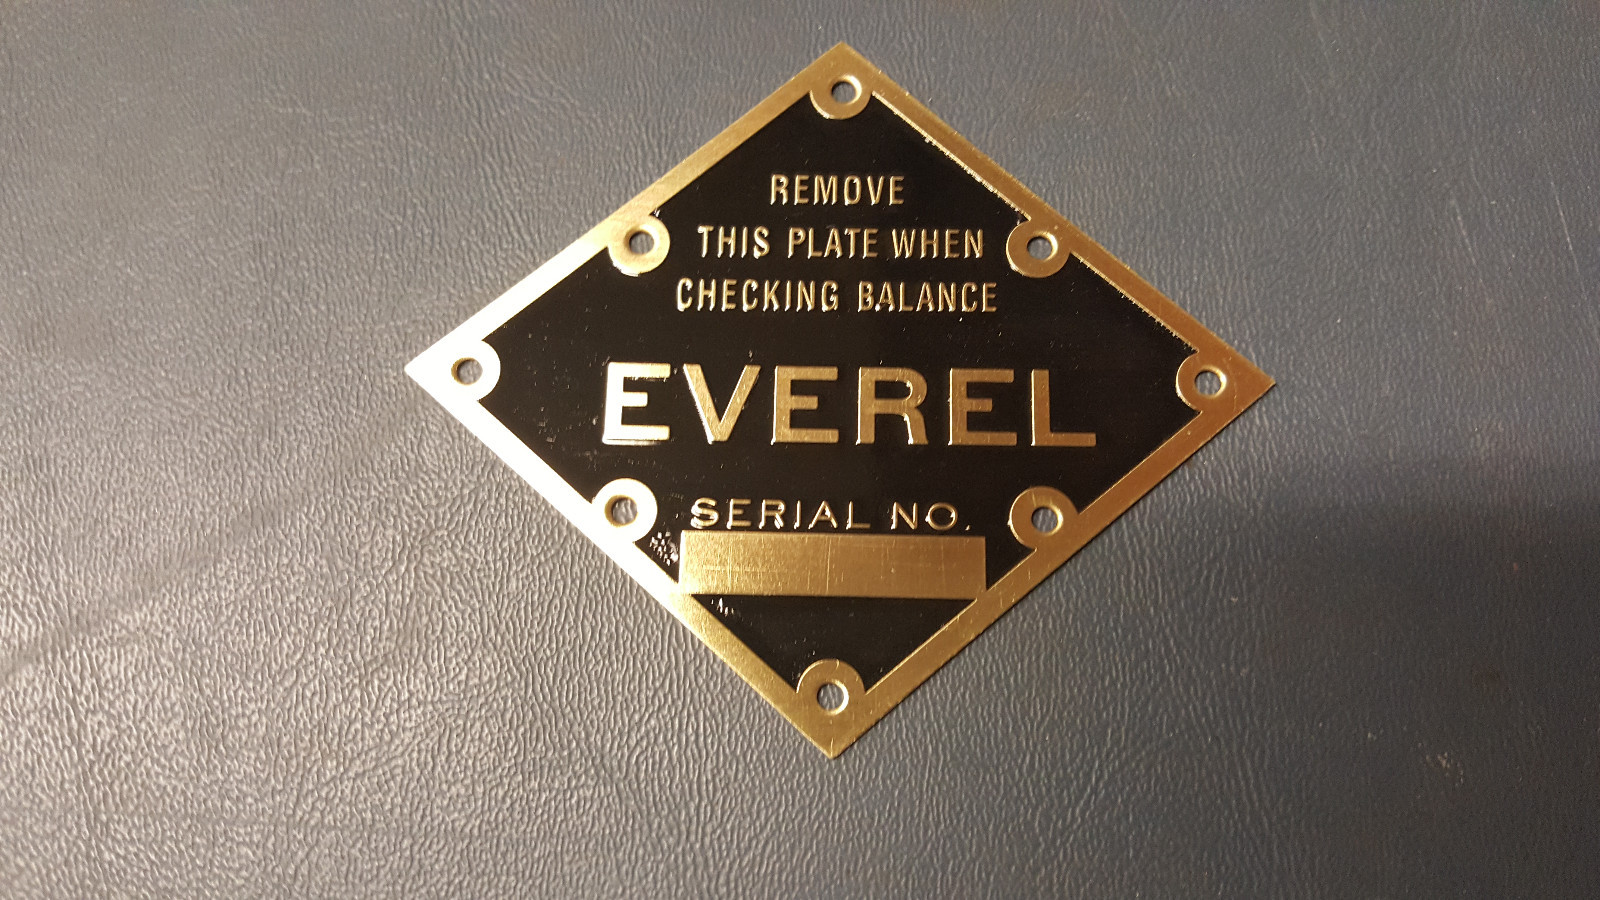 REMOVE
THIS PLATE WHEN
CHECKING BALANCE
EVEREL
SERIAL NO.